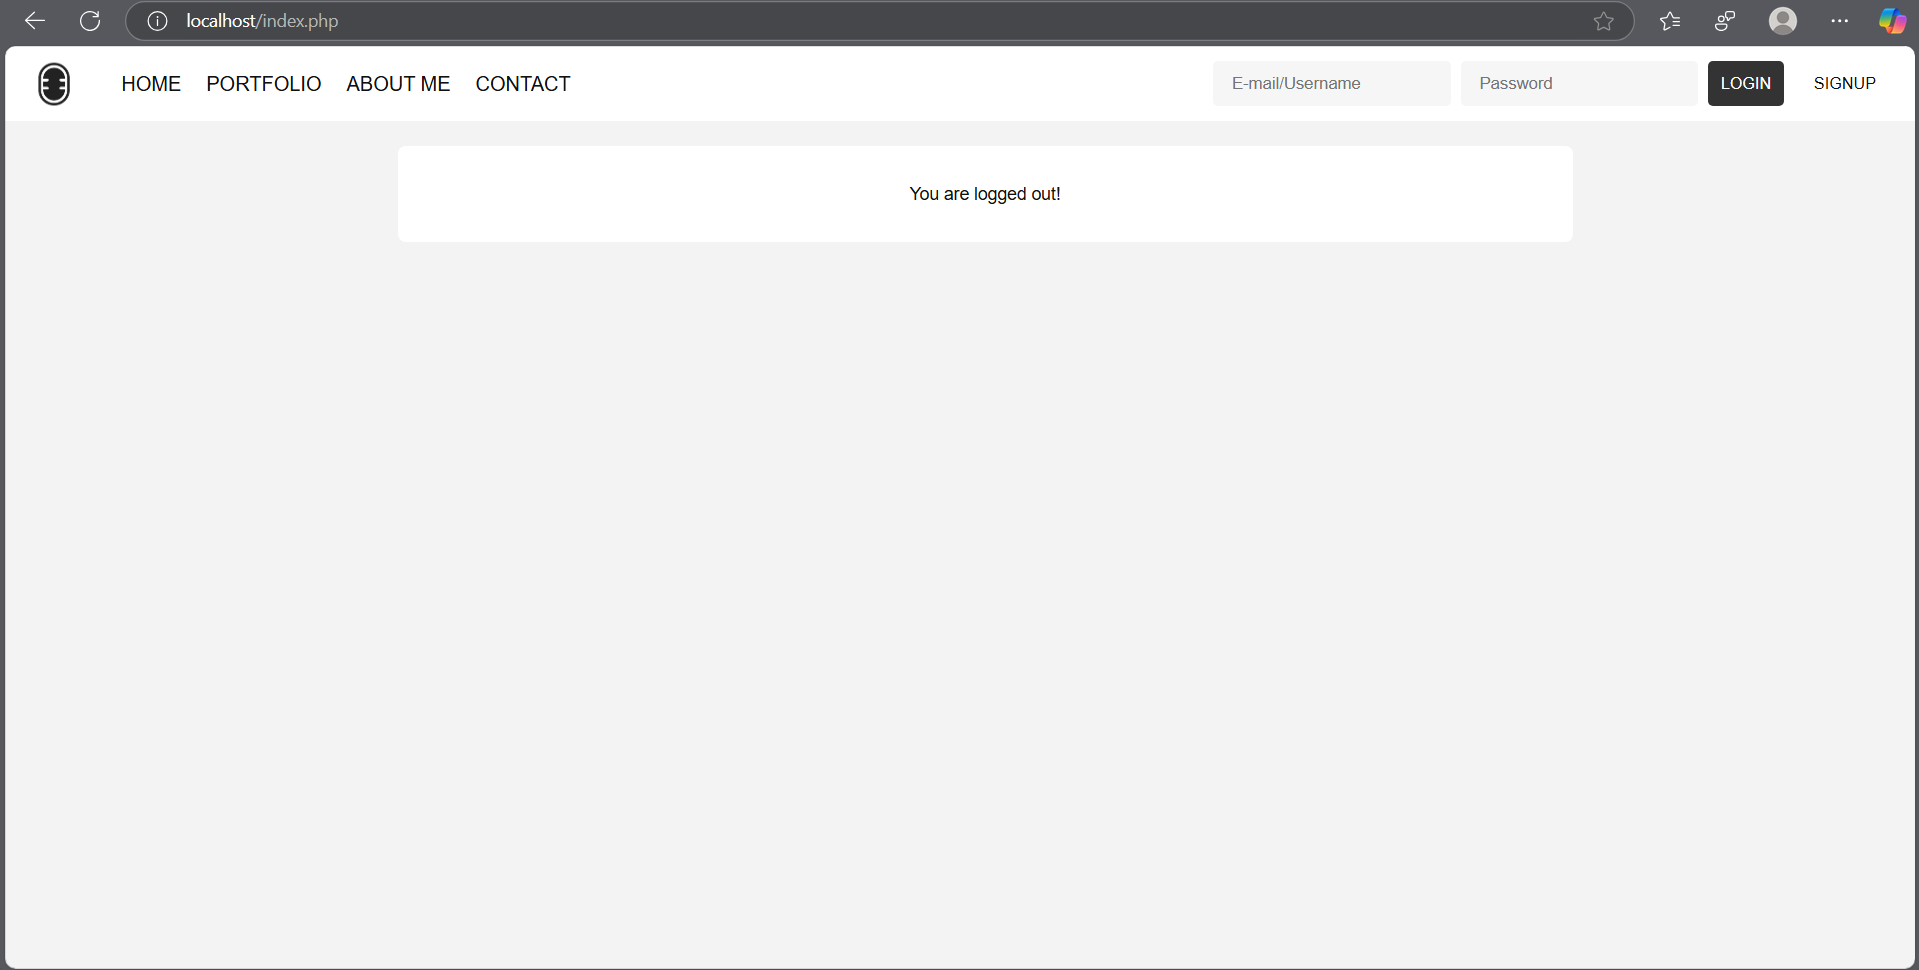 localhost/index.php
HOME PORTFOLIO ABOUT ME CONTACT E-mail/Username Password LOGIN SIGNUP
You are logged out!